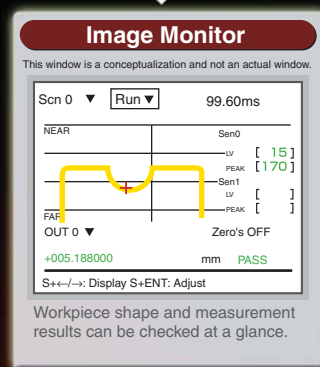 Image Monitor
This window is a conceptualization and not an actual window.
Scn 0 ▼ Run ▼ 99.60ms
NEAR Sen0
LV [ 15 ]
PEAK [ 170 ]
Sen1
LV [ ]
FAR PEAK [ ]
OUT 0 ▼ Zero's OFF
+005.188000 mm PASS
S+←/→: Display S+ENT: Adjust
Workpiece shape and measurement
results can be checked at a glance.